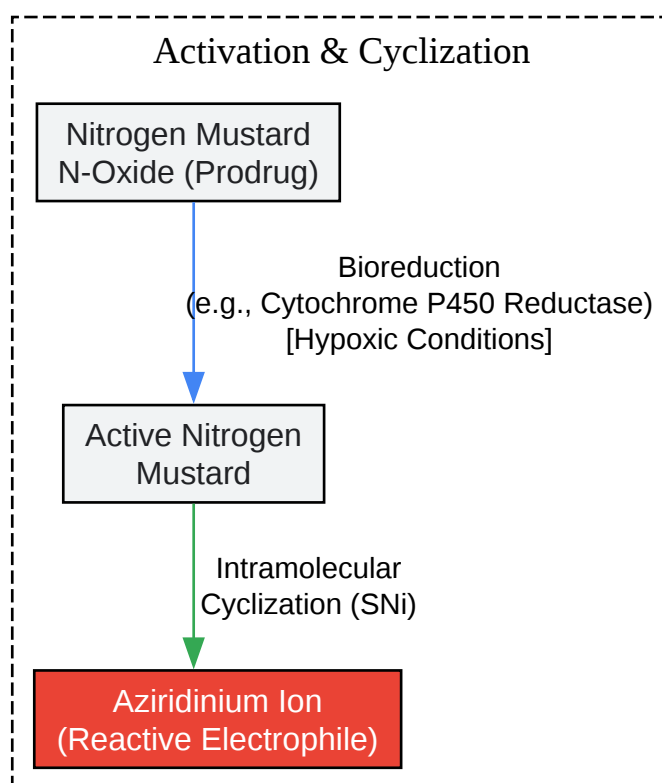 Activation & Cyclization
Nitrogen Mustard
N-Oxide (Prodrug)
Bioreduction
(e.g., Cytochrome P450 Reductase)
[Hypoxic Conditions]
Active Nitrogen
Mustard
Intramolecular
Cyclization (SNi)
Aziridinium Ion
(Reactive Electrophile)